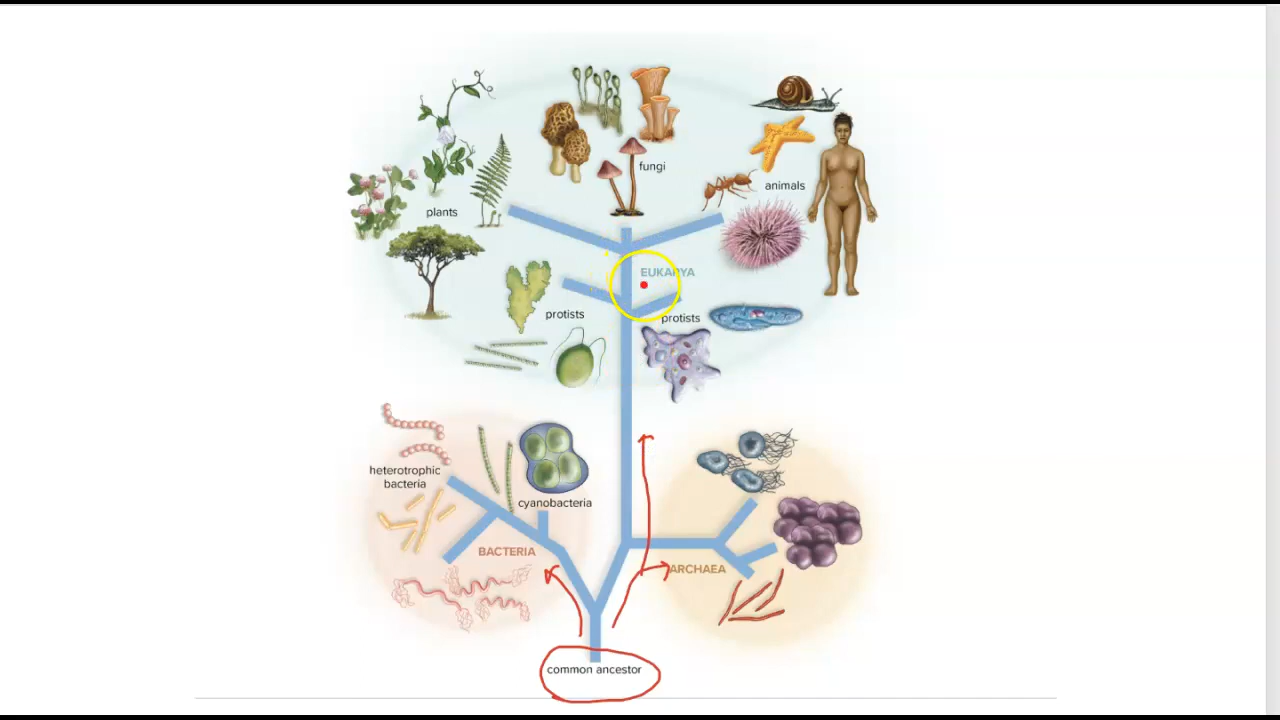 fungi
animals
plants
EUKARYA
protists
protists
heterotrophic
bacteria
cyanobacteria
BACTERIA
ARCHAEA
common ancestor